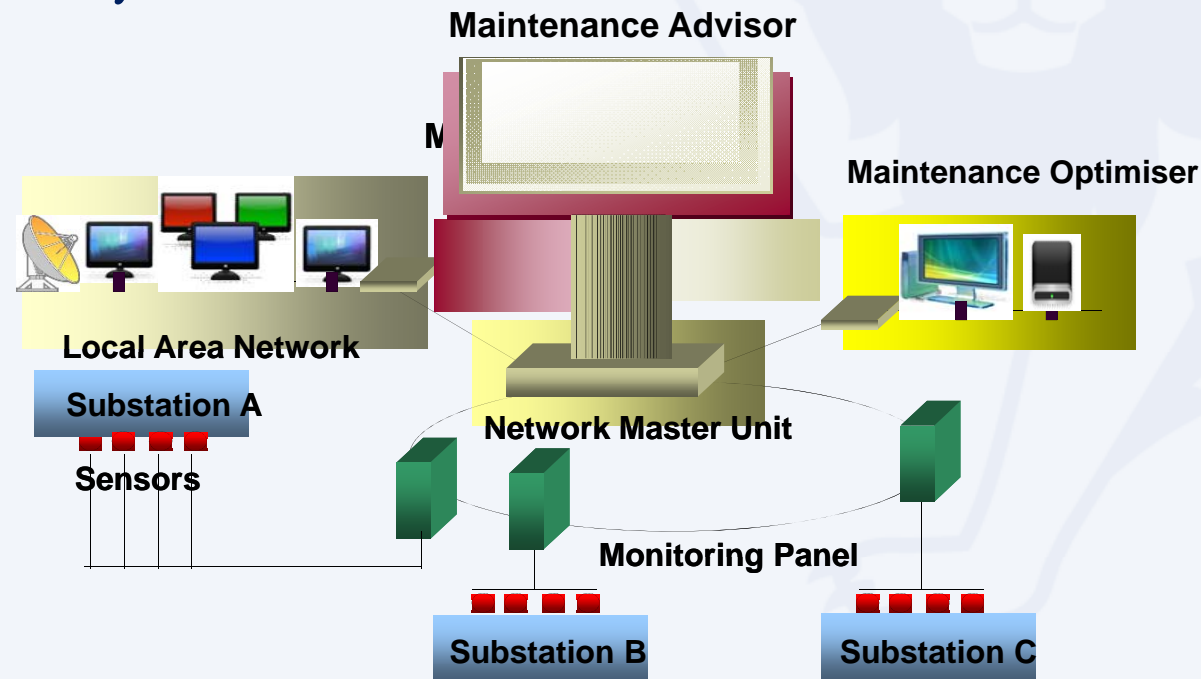 Maintenance Advisor
Maintenance Optimiser
Local Area Network
Substation A
Network Master Unit
Sensors
Monitoring Panel
Substation B
Substation C